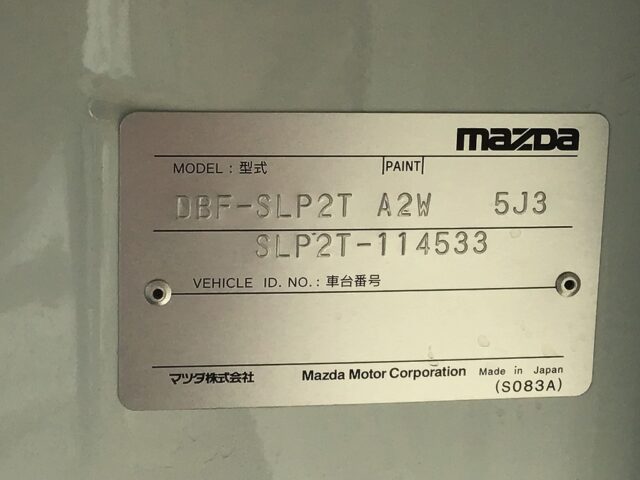 mazda
MODEL : 型式 PAINT
DBF-SLP2T A2W 5J3
SLP2T-114533
VEHICLE ID. NO. : 車台番号
マツダ株式会社 Mazda Motor Corporation Made in Japan
(S083A)